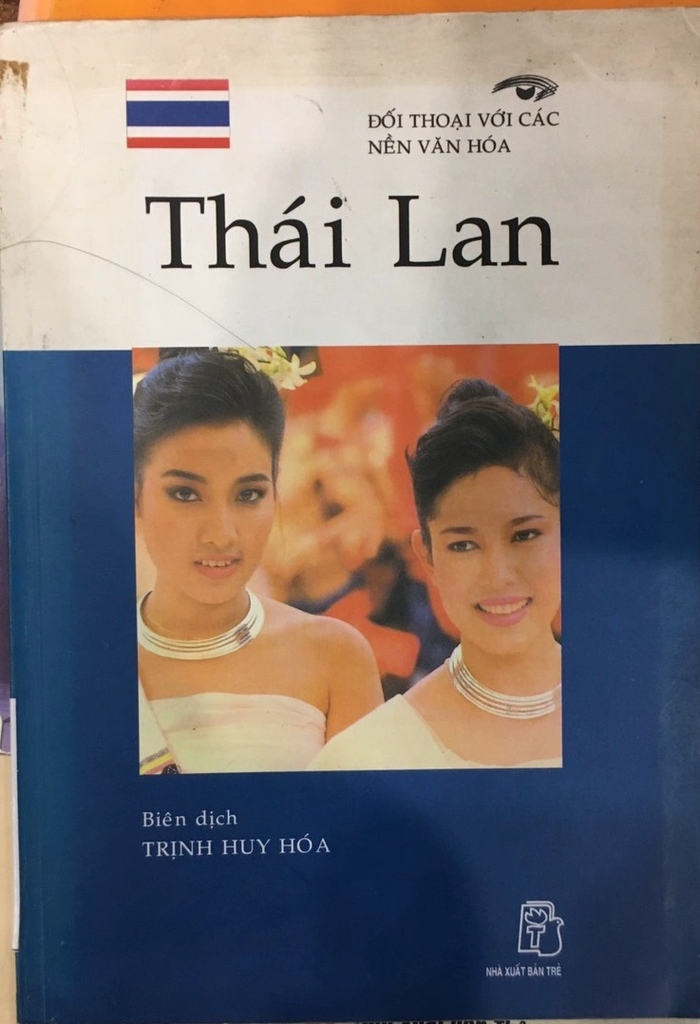 ĐỐI THOẠI VỚI CÁC
NỀN VĂN HÓA
Thái Lan
Biên dịch
TRỊNH HUY HÓA
T
NHÀ XUẤT BẢN TRẺ